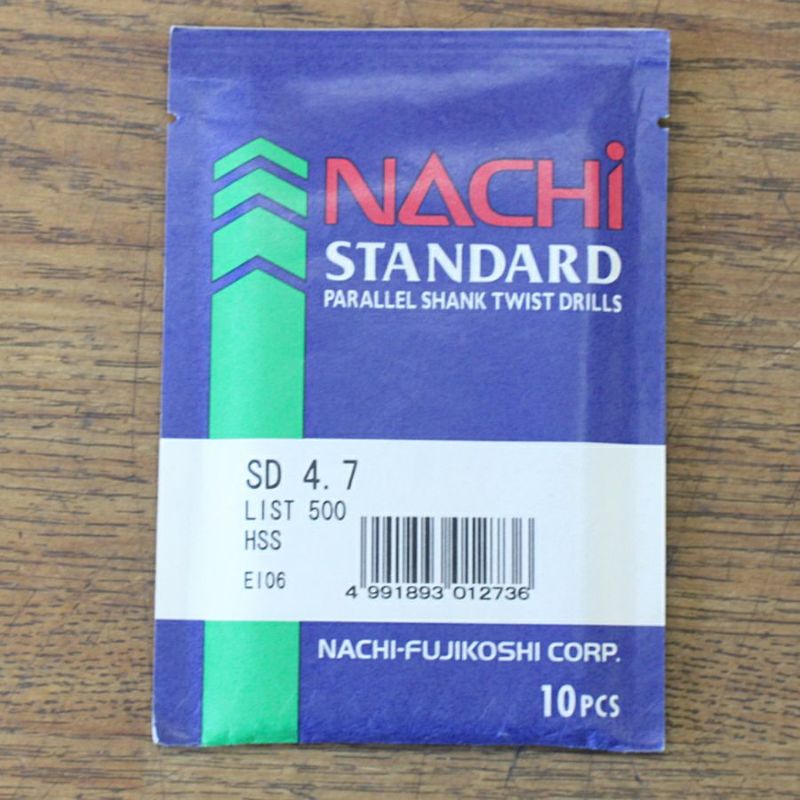 NACHi
STANDARD
PARALLEL SHANK TWIST DRILLS
SD 4.7
LIST 500
HSS
EI06
4 991893 012736
NACHI-FUJIKOSHI CORP.
10PCS